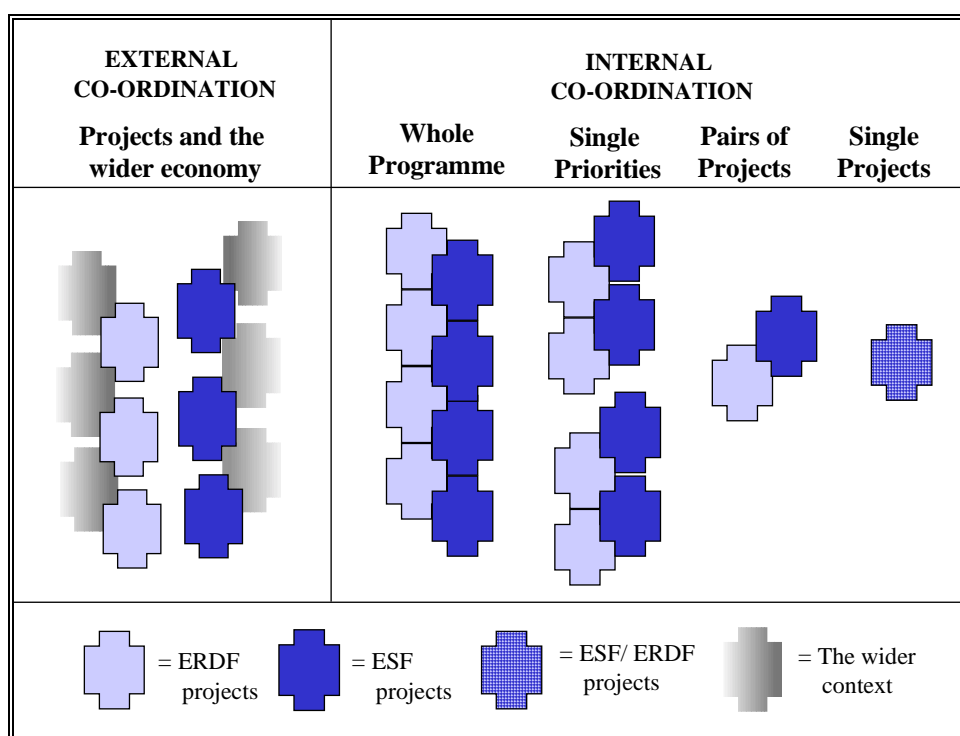 EXTERNAL
CO-ORDINATION
Projects and the
wider economy
INTERNAL
CO-ORDINATION
Whole
Programme
Single
Priorities
Pairs of
Projects
Single
Projects
= ERDF
projects
= ESF
projects
= ESF/ ERDF
projects
= The wider
context